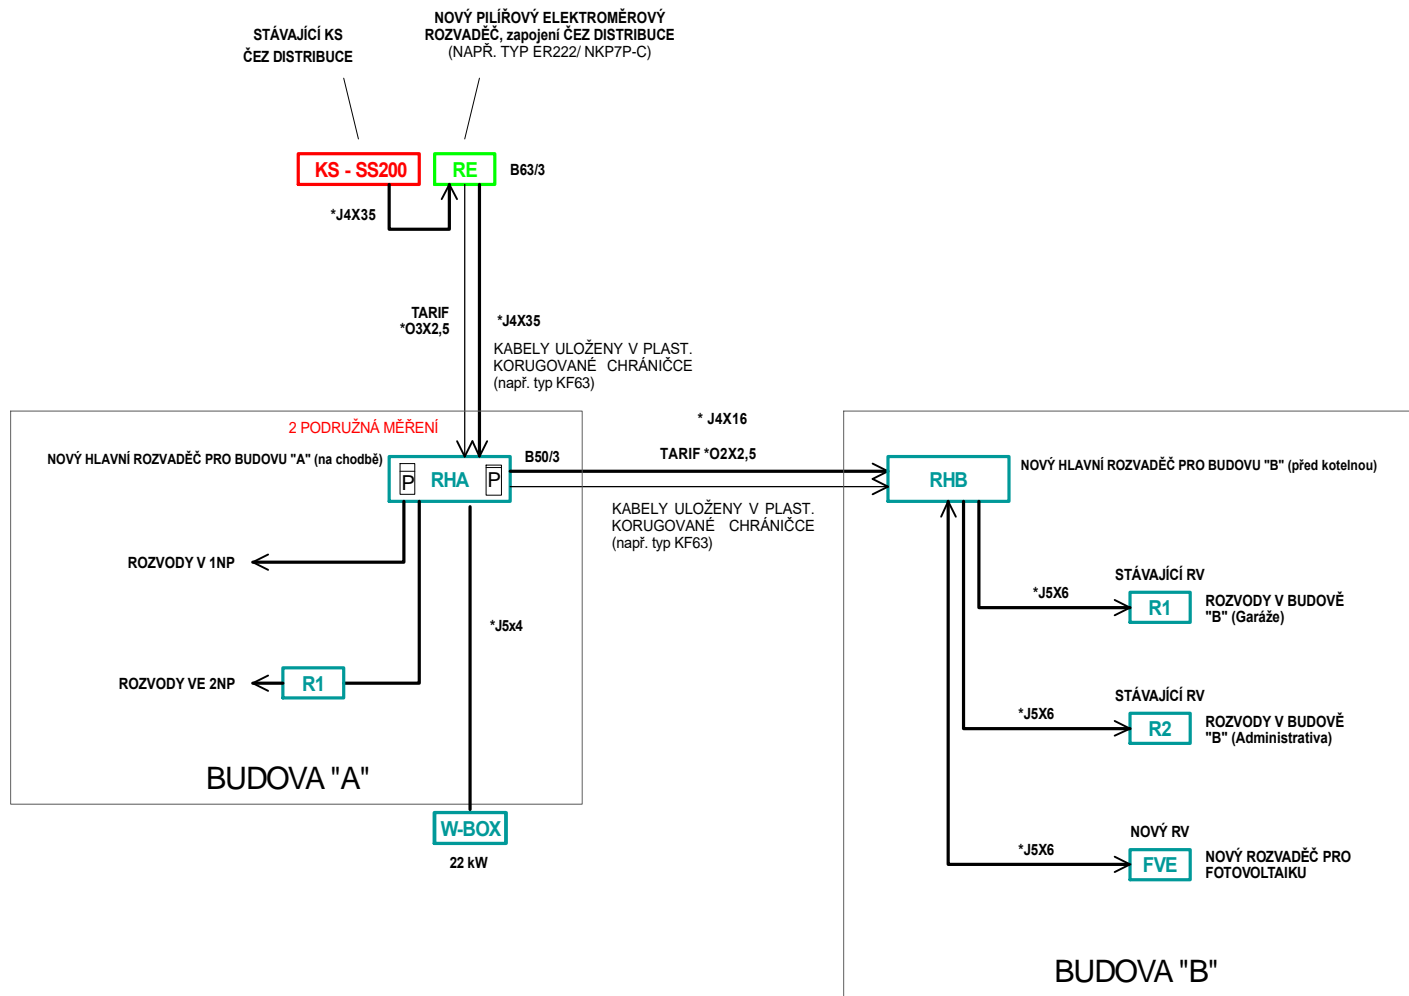 STÁVAJÍCÍ KS
ČEZ DISTRIBUCE
NOVÝ PILÍŘOVÝ ELEKTROMĚROVÝ
ROZVADĚČ, zapojení ČEZ DISTRIBUCE
(NAPŘ. TYP ER222/ NKP7P-C)
KS - SS200
RE
B63/3
*J4X35
TARIF
*O3X2,5
*J4X35
KABELY ULOŽENY V PLAST.
KORUGOVANÉ CHRÁNIČCE
(např. typ KF63)
2 PODRUŽNÁ MĚŘENÍ
NOVÝ HLAVNÍ ROZVADĚČ PRO BUDOVU "A" (na chodbě)
P
RHA
P
B50/3
* J4X16
TARIF *O2X2,5
KABELY ULOŽENY V PLAST.
KORUGOVANÉ CHRÁNIČCE
(např. typ KF63)
RHB
NOVÝ HLAVNÍ ROZVADĚČ PRO BUDOVU "B" (před kotelnou)
ROZVODY V 1NP
*J5x4
ROZVODY VE 2NP
R1
BUDOVA "A"
W-BOX
22 kW
STÁVAJÍCÍ RV
*J5X6
R1
ROZVODY V BUDOVĚ
"B" (Garáže)
STÁVAJÍCÍ RV
*J5X6
R2
ROZVODY V BUDOVĚ
"B" (Administrativa)
NOVÝ RV
*J5X6
FVE
NOVÝ ROZVADĚČ PRO
FOTOVOLTAIKU
BUDOVA "B"